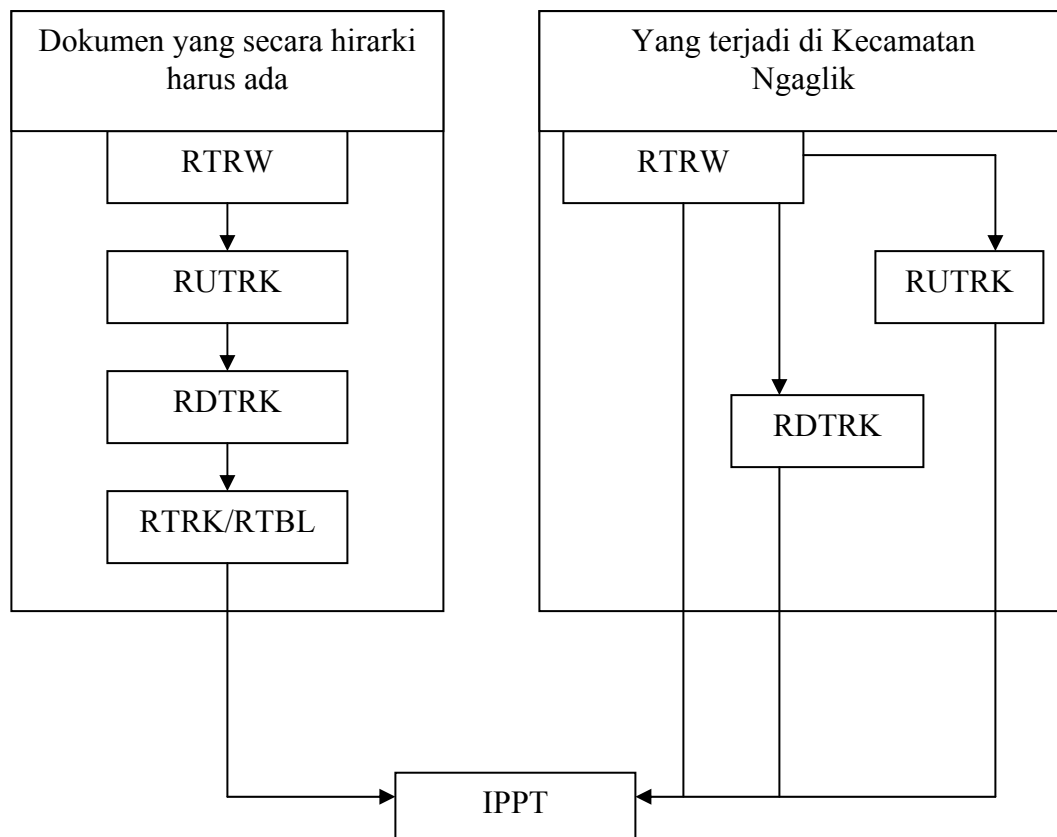 Dokumen yang secara hirarki
harus ada
RTRW
RUTRK
RDTRK
RTRK/RTBL
Yang terjadi di Kecamatan
Ngaglik
RTRW
RUTRK
RDTRK
IPPT